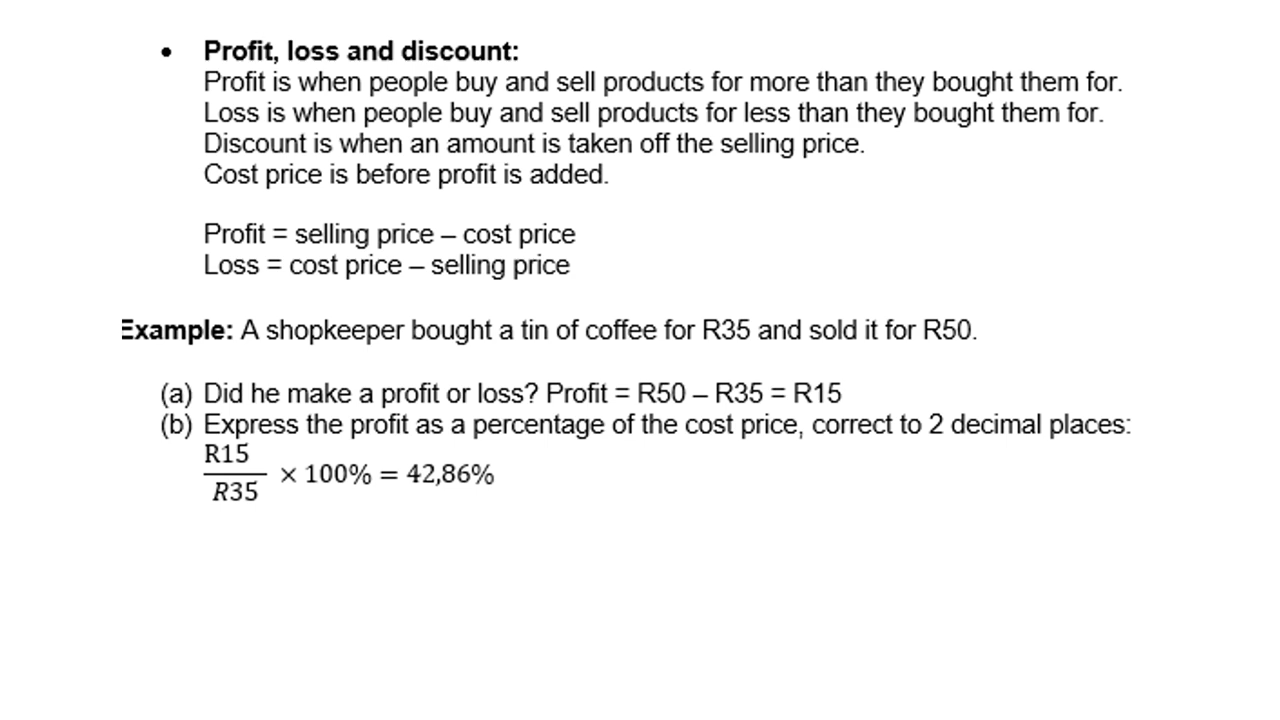 • Profit, loss and discount:
Profit is when people buy and sell products for more than they bought them for.
Loss is when people buy and sell products for less than they bought them for.
Discount is when an amount is taken off the selling price.
Cost price is before profit is added.
Profit = selling price – cost price
Loss = cost price – selling price
Example: A shopkeeper bought a tin of coffee for R35 and sold it for R50.
(a) Did he make a profit or loss? Profit = R50 – R35 = R15
(b) Express the profit as a percentage of the cost price, correct to 2 decimal places:
R15
R35 × 100% = 42,86%